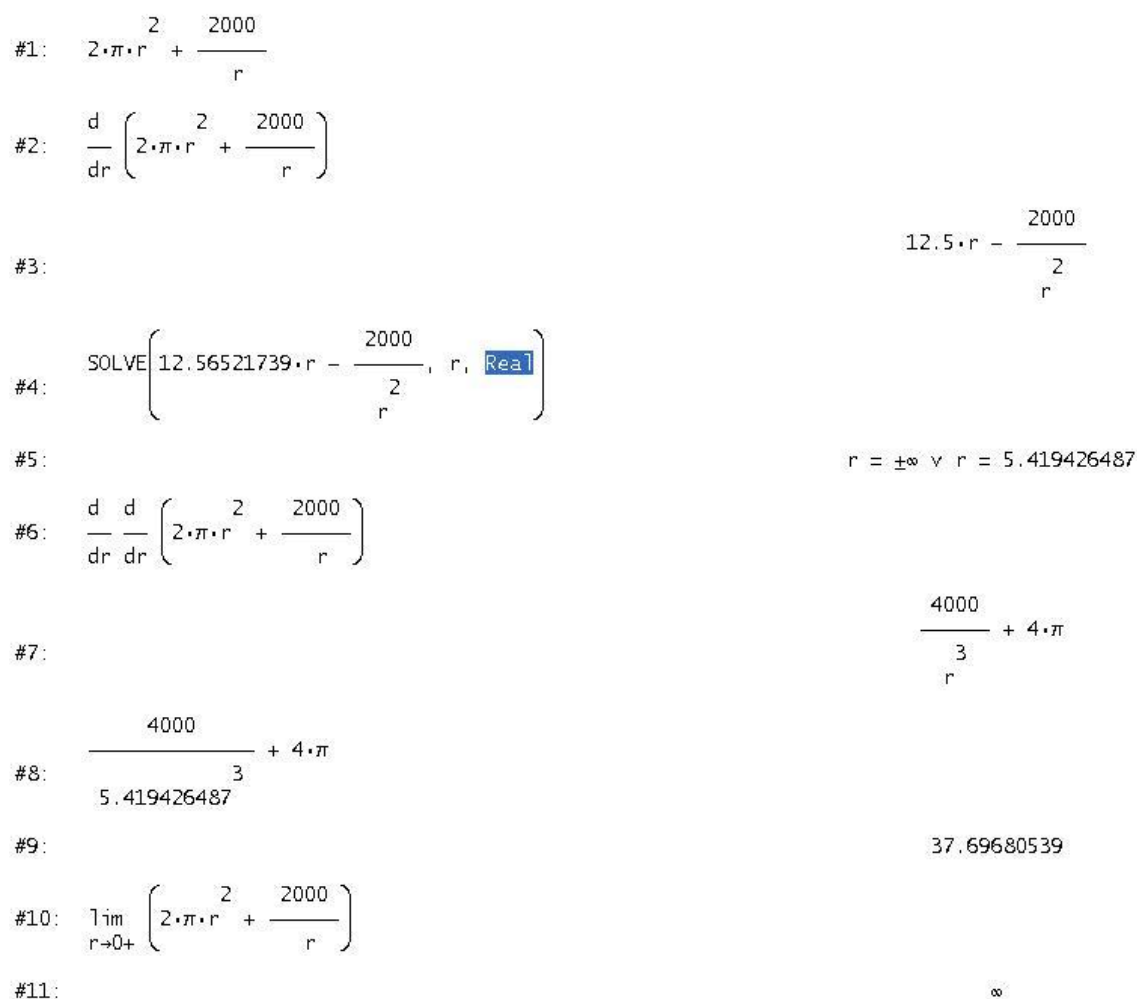 #1: 2·π·r^2 + 2000/r
#2: d/dr (2·π·r^2 + 2000/r)
#3: 12.5·r - 2000/r^2
#4: SOLVE(12.56521739·r - 2000/r^2, r, Real)
#5: r = ±∞ ∨ r = 5.419426487
#6: d/dr d/dr (2·π·r^2 + 2000/r)
#7: 4000/r^3 + 4·π
#8: 4000/5.419426487^3 + 4·π
#9: 37.69680539
#10: lim r→0+ (2·π·r^2 + 2000/r)
#11: ∞